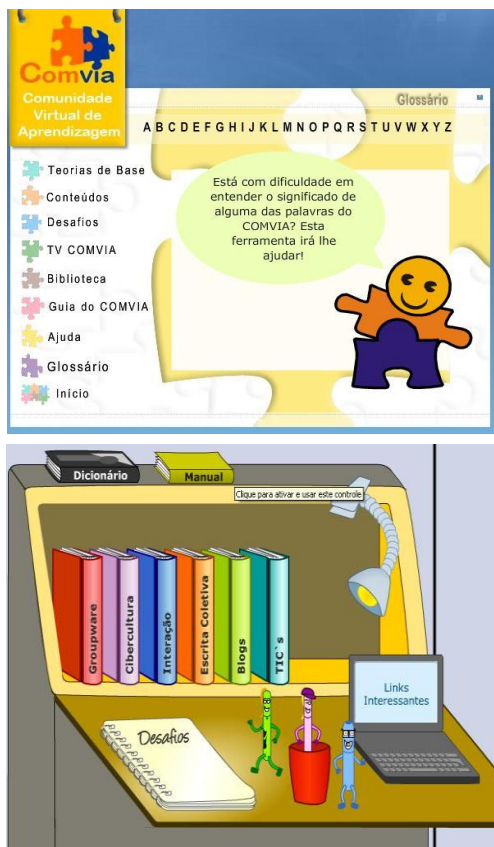 Comvia
Comunidade
Virtual de
Aprendizagem
Glossário
A B C D E F G H I J K L M N O P Q R S T U V W X Y Z
Teorias de Base
Conteúdos
Desafios
TV COMVIA
Biblioteca
Guia do COMVIA
Ajuda
Glossário
Início
Está com dificuldade em
entender o significado de
alguma das palavras do
COMVIA? Esta
ferramenta irá lhe
ajudar!
Dicionário
Manual
Clique para ativar e usar este controle
Groupware
Cibercultura
Interação
Escrita Coletiva
Blogs
TIC`s
Links
Interessantes
Desafios